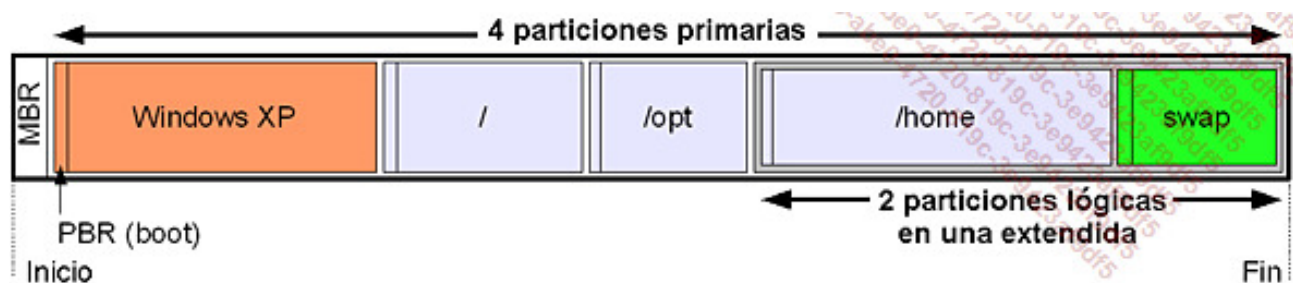 4 particiones primarias
MBR
Windows XP
/
/opt
/home
swap
PBR (boot)
2 particiones lógicas
en una extendida
Inicio
Fin